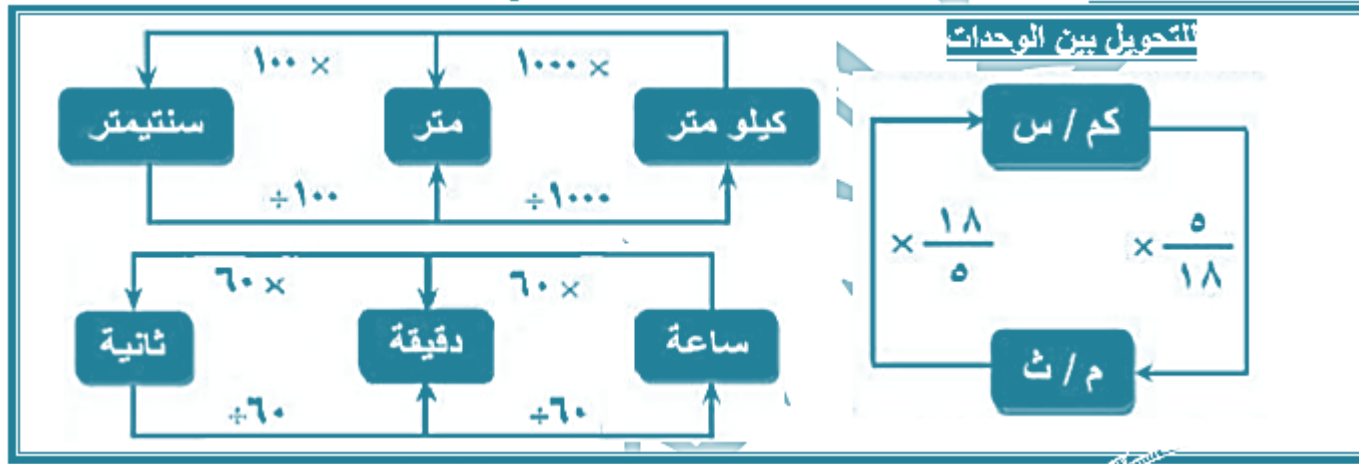 للتحويل بين الوحدات
كم / س
× ٥/١٨
× ١٨/٥
م / ث
١٠٠٠ ×
١٠٠ ×
كيلو متر
متر
سنتيمتر
÷١٠٠٠
÷١٠٠
٦٠ ×
٦٠ ×
ساعة
دقيقة
ثانية
÷٦٠
÷٦٠